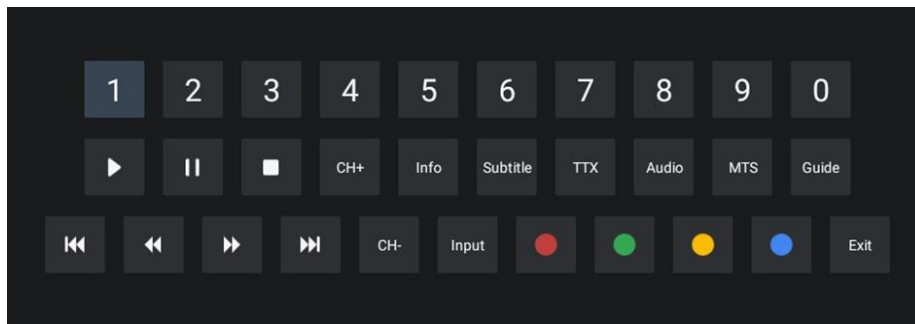 1 2 3 4 5 6 7 8 9 0
CH+ Info Subtitle TTX Audio MTS Guide
CH- Input Exit